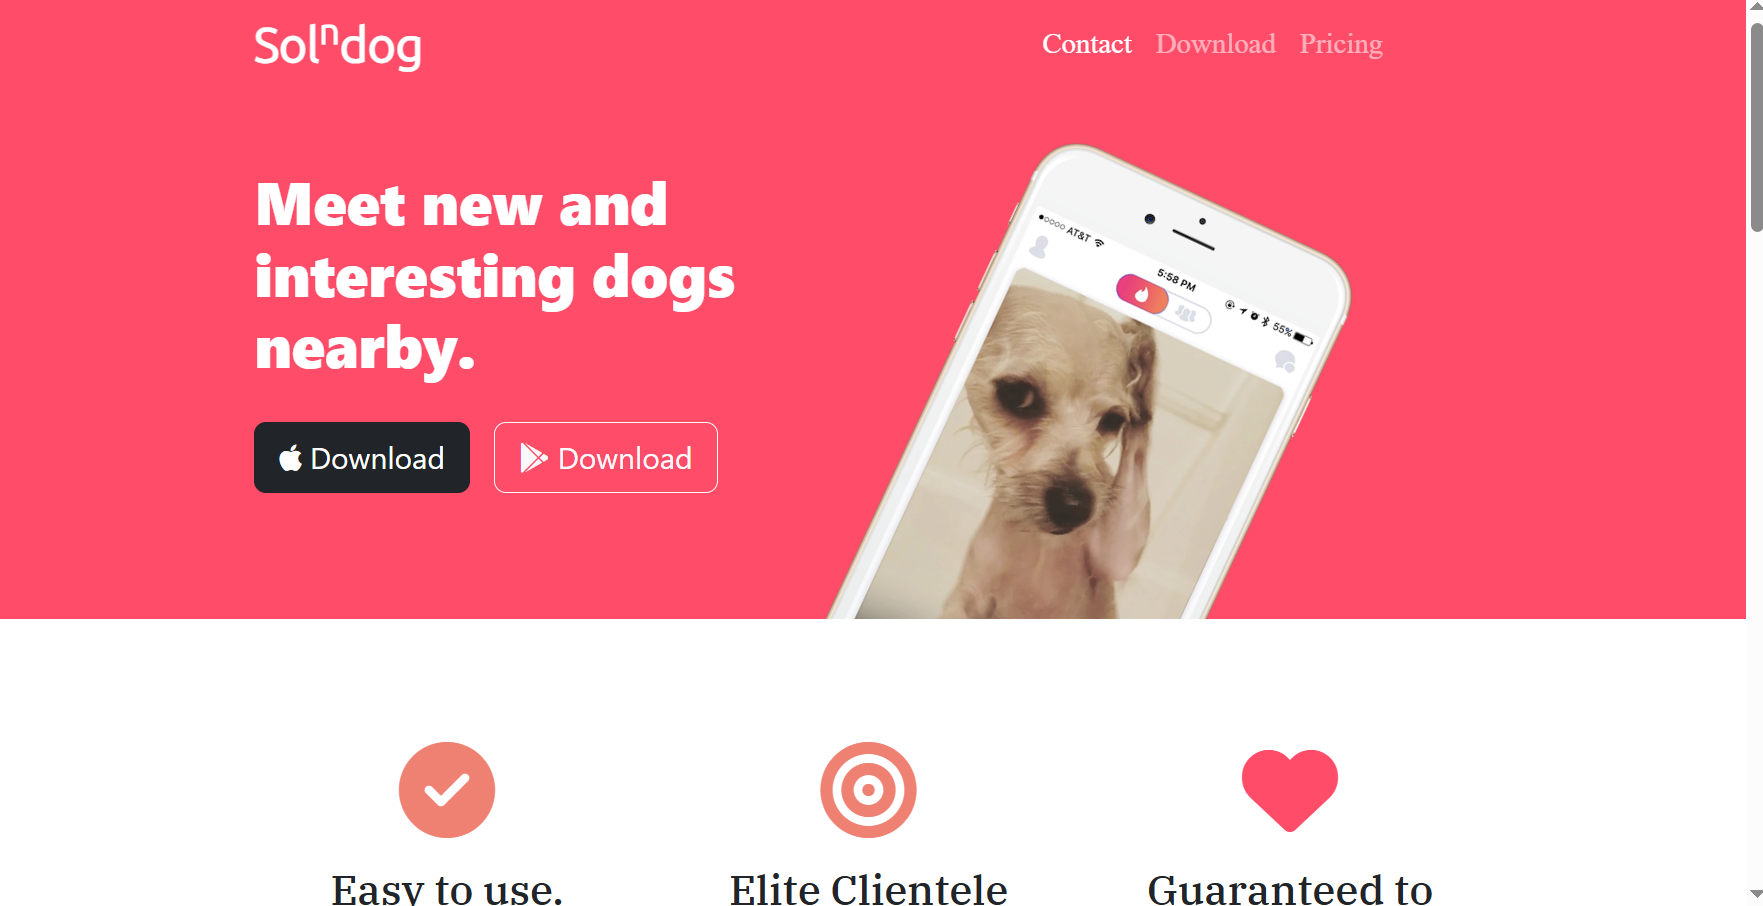 Solndog
Contact Download Pricing
Meet new and
interesting dogs
nearby.
Download Download
AT&T
5:58 PM
55%
Easy to use.
Elite Clientele
Guaranteed to